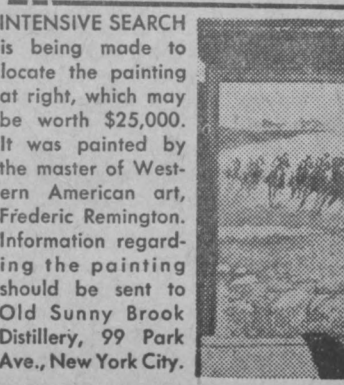 INTENSIVE SEARCH
is being made to
locate the painting
at right, which may
be worth $25,000.
It was painted by
the master of West-
ern American art,
Frederic Remington.
Information regard-
ing the painting
should be sent to
Old Sunny Brook
Distillery, 99 Park
Ave., New York City.